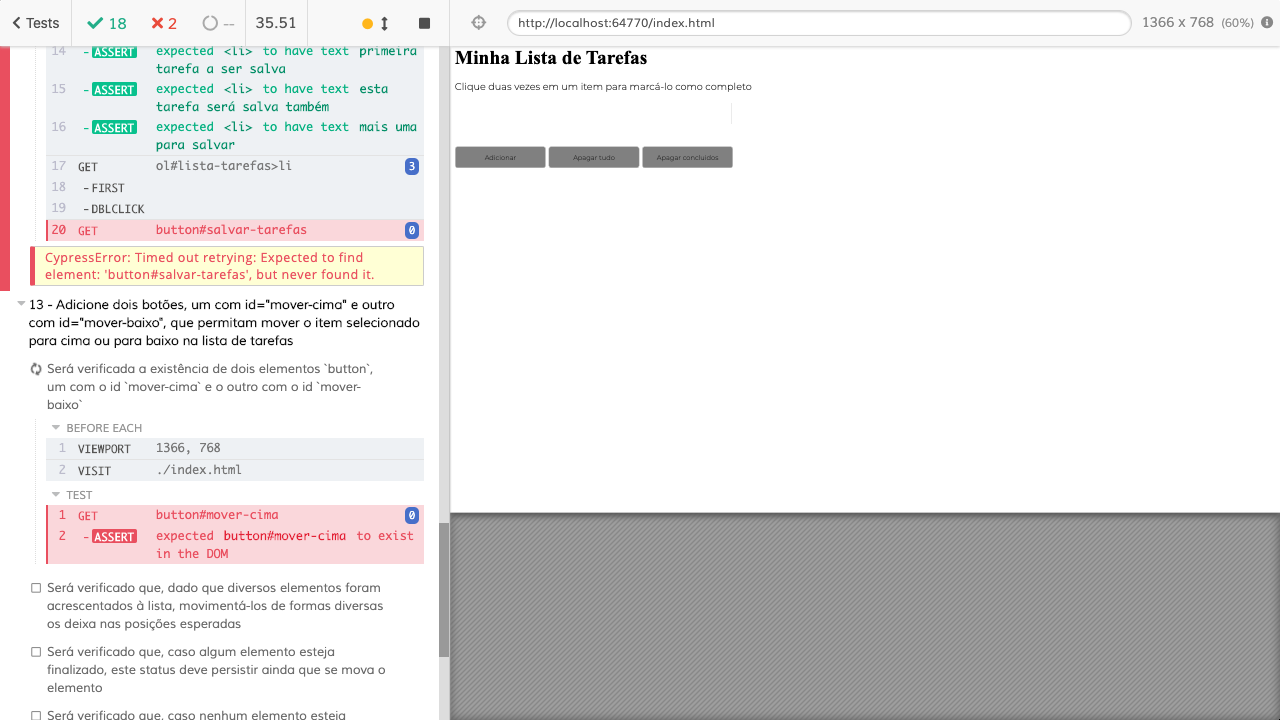 Tests
18
2
--
35.51
http://localhost:64770/index.html
1366 x 768 (60%)
14 - ASSERT expected <li> to have text primeira
tarefa a ser salva
15 - ASSERT expected <li> to have text esta
tarefa será salva também
16 - ASSERT expected <li> to have text mais uma
para salvar
17 GET ol#lista-tarefas>li 3
18 - FIRST
19 - DBLCLICK
20 GET button#salvar-tarefas 0
CypressError: Timed out retrying: Expected to find
element: 'button#salvar-tarefas', but never found it.
13 - Adicione dois botões, um com id="mover-cima" e outro
com id="mover-baixo", que permitam mover o item selecionado
para cima ou para baixo na lista de tarefas
Será verificada a existência de dois elementos `button`,
um com o id `mover-cima` e o outro com o id `mover-
baixo`
BEFORE EACH
1 VIEWPORT 1366, 768
2 VISIT ./index.html
TEST
1 GET button#mover-cima 0
2 - ASSERT expected button#mover-cima to exist
in the DOM
Será verificado que, dado que diversos elementos foram
acrescentados à lista, movimentá-los de formas diversas
os deixa nas posições esperadas
Será verificado que, caso algum elemento esteja
finalizado, este status deve persistir ainda que se mova o
elemento
Será verificado que, caso nenhum elemento esteja
Minha Lista de Tarefas
Clique duas vezes em um item para marcá-lo como completo
Adicionar
Apagar tudo
Apagar concluidos